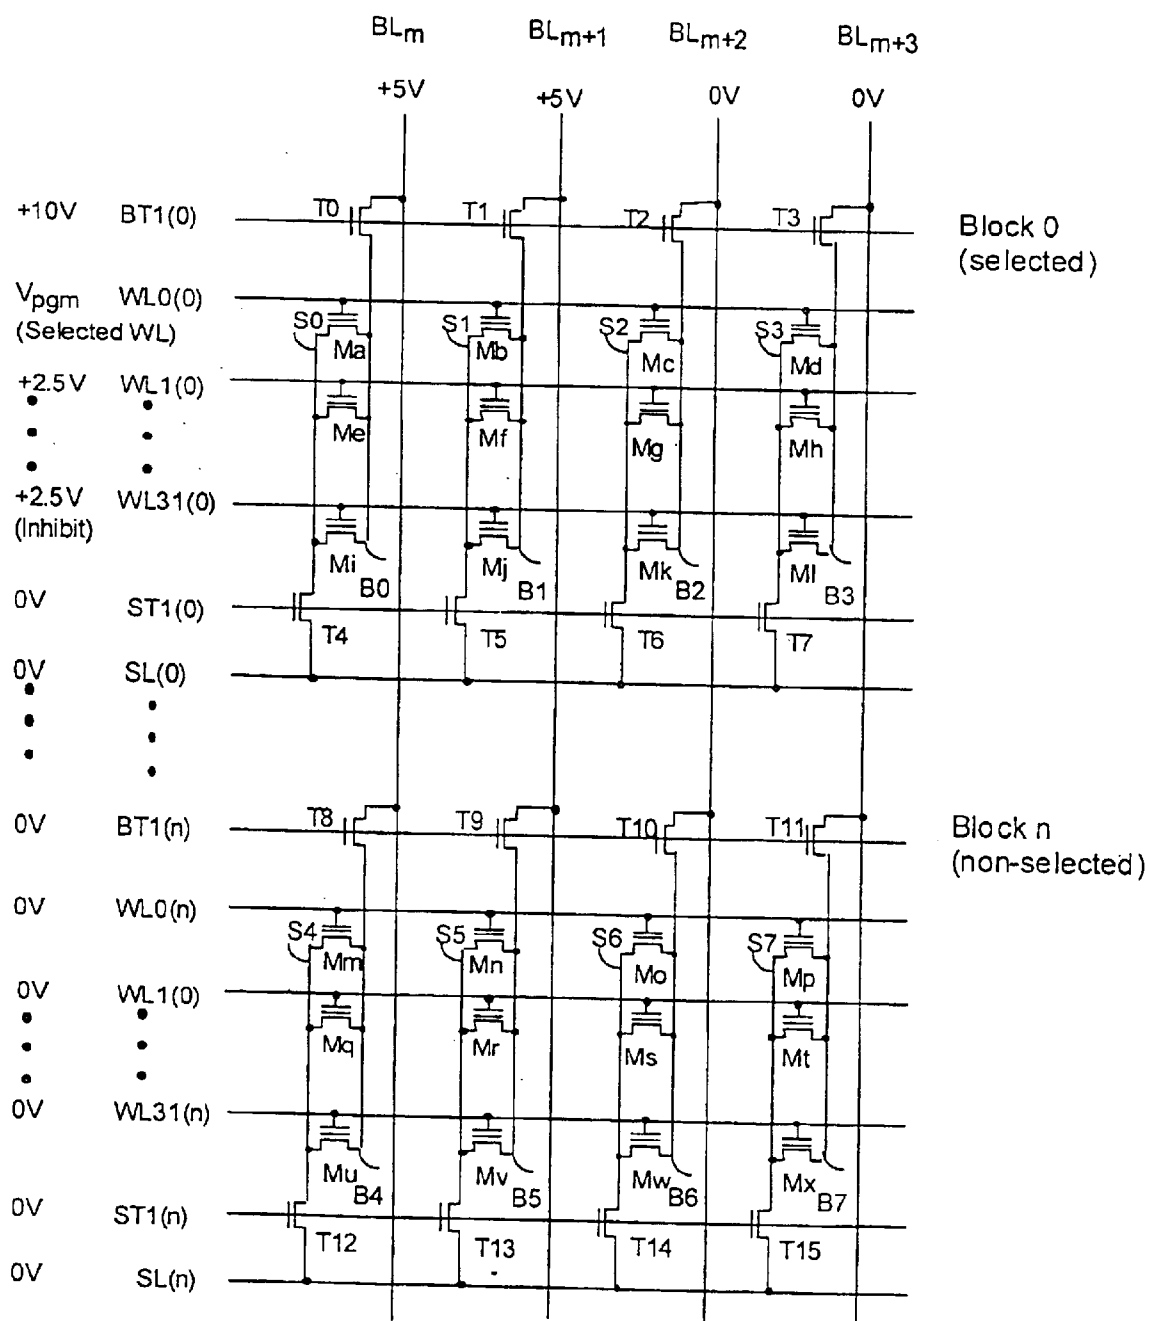 BLm BLm+1 BLm+2 BLm+3
+5V +5V 0V 0V
+10V BT1(0) T0 T1 T2 T3 Block 0
(selected)
Vpgm WL0(0)
(Selected WL) S0 S1 S2 S3
Ma Mb Mc Md
+2.5V WL1(0)
Me Mf Mg Mh
+2.5V WL31(0)
(Inhibit)
Mi Mj Mk Ml
B0 B1 B2 B3
0V ST1(0)
T4 T5 T6 T7
0V SL(0)
0V BT1(n) T8 T9 T10 T11 Block n
(non-selected)
0V WL0(n)
S4 S5 S6 S7
Mm Mn Mo Mp
0V WL1(0)
Mq Mr Ms Mt
0V WL31(n)
Mu Mv Mw Mx
B4 B5 B6 B7
0V ST1(n)
T12 T13 T14 T15
0V SL(n)